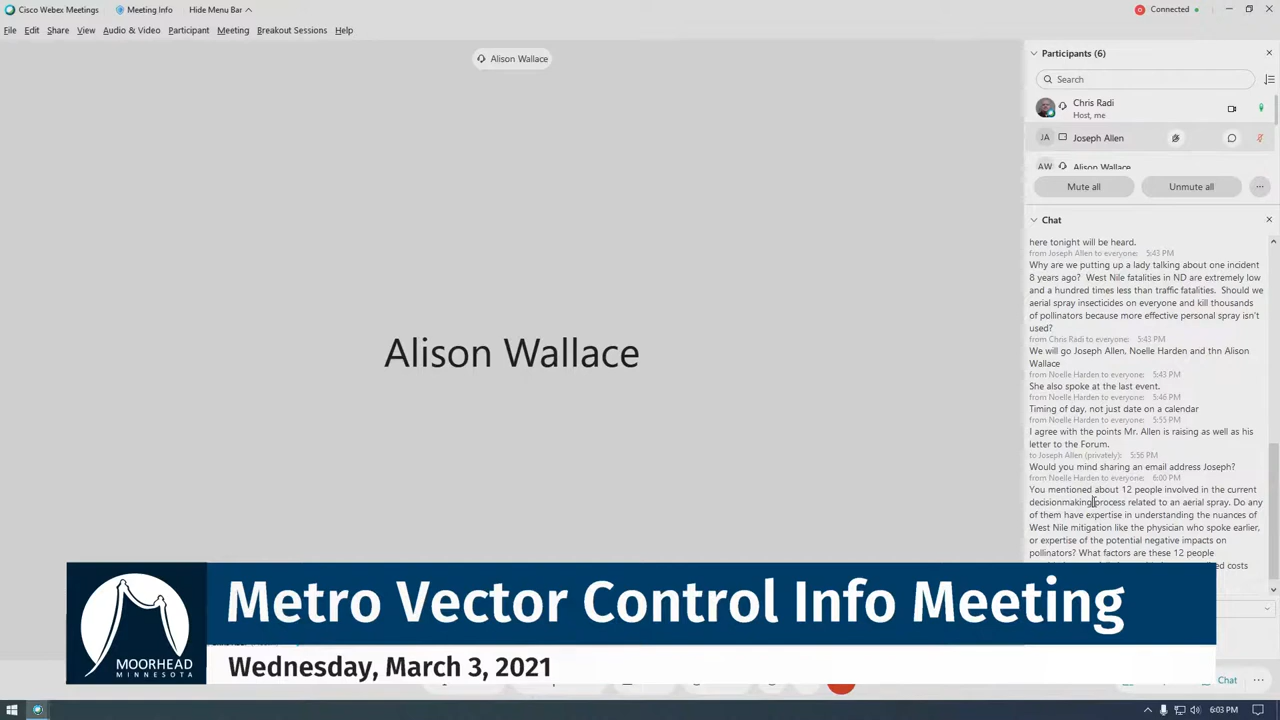 Cisco Webex Meetings
Meeting Info
Hide Menu Bar
Connected
File Edit Share View Audio & Video Participant Meeting Breakout Sessions Help
Alison Wallace
Alison Wallace
Participants (6)
Search
Chris Radi
Host, me
JA Joseph Allen
AW Alison Wallace
Mute all
Unmute all
Chat
here tonight will be heard.
from Joseph Allen to everyone: 5:43 PM
Why are we putting up a lady talking about one incident
8 years ago? West Nile fatalities in ND are extremely low
and a hundred times less than traffic fatalities. Should we
aerial spray insecticides on everyone and kill thousands
of pollinators because more effective personal spray isn't
used?
from Chris Radi to everyone: 5:43 PM
We will go Joseph Allen, Noelle Harden and thn Alison
Wallace
from Noelle Harden to everyone: 5:43 PM
She also spoke at the last event.
from Noelle Harden to everyone: 5:46 PM
Timing of day, not just date on a calendar
from Noelle Harden to everyone: 5:55 PM
I agree with the points Mr. Allen is raising as well as his
letter to the Forum.
to Joseph Allen (privately): 5:56 PM
Would you mind sharing an email address Joseph?
from Noelle Harden to everyone: 6:00 PM
You mentioned about 12 people involved in the current
decisionmaking process related to an aerial spray. Do any
of them have expertise in understanding the nuances of
West Nile mitigation like the physician who spoke earlier,
or expertise of the potential negative impacts on
pollinators? What factors are these 12 people
costs
MOORHEAD
MINNESOTA
Metro Vector Control Info Meeting
Wednesday, March 3, 2021
Chat
6:03 PM